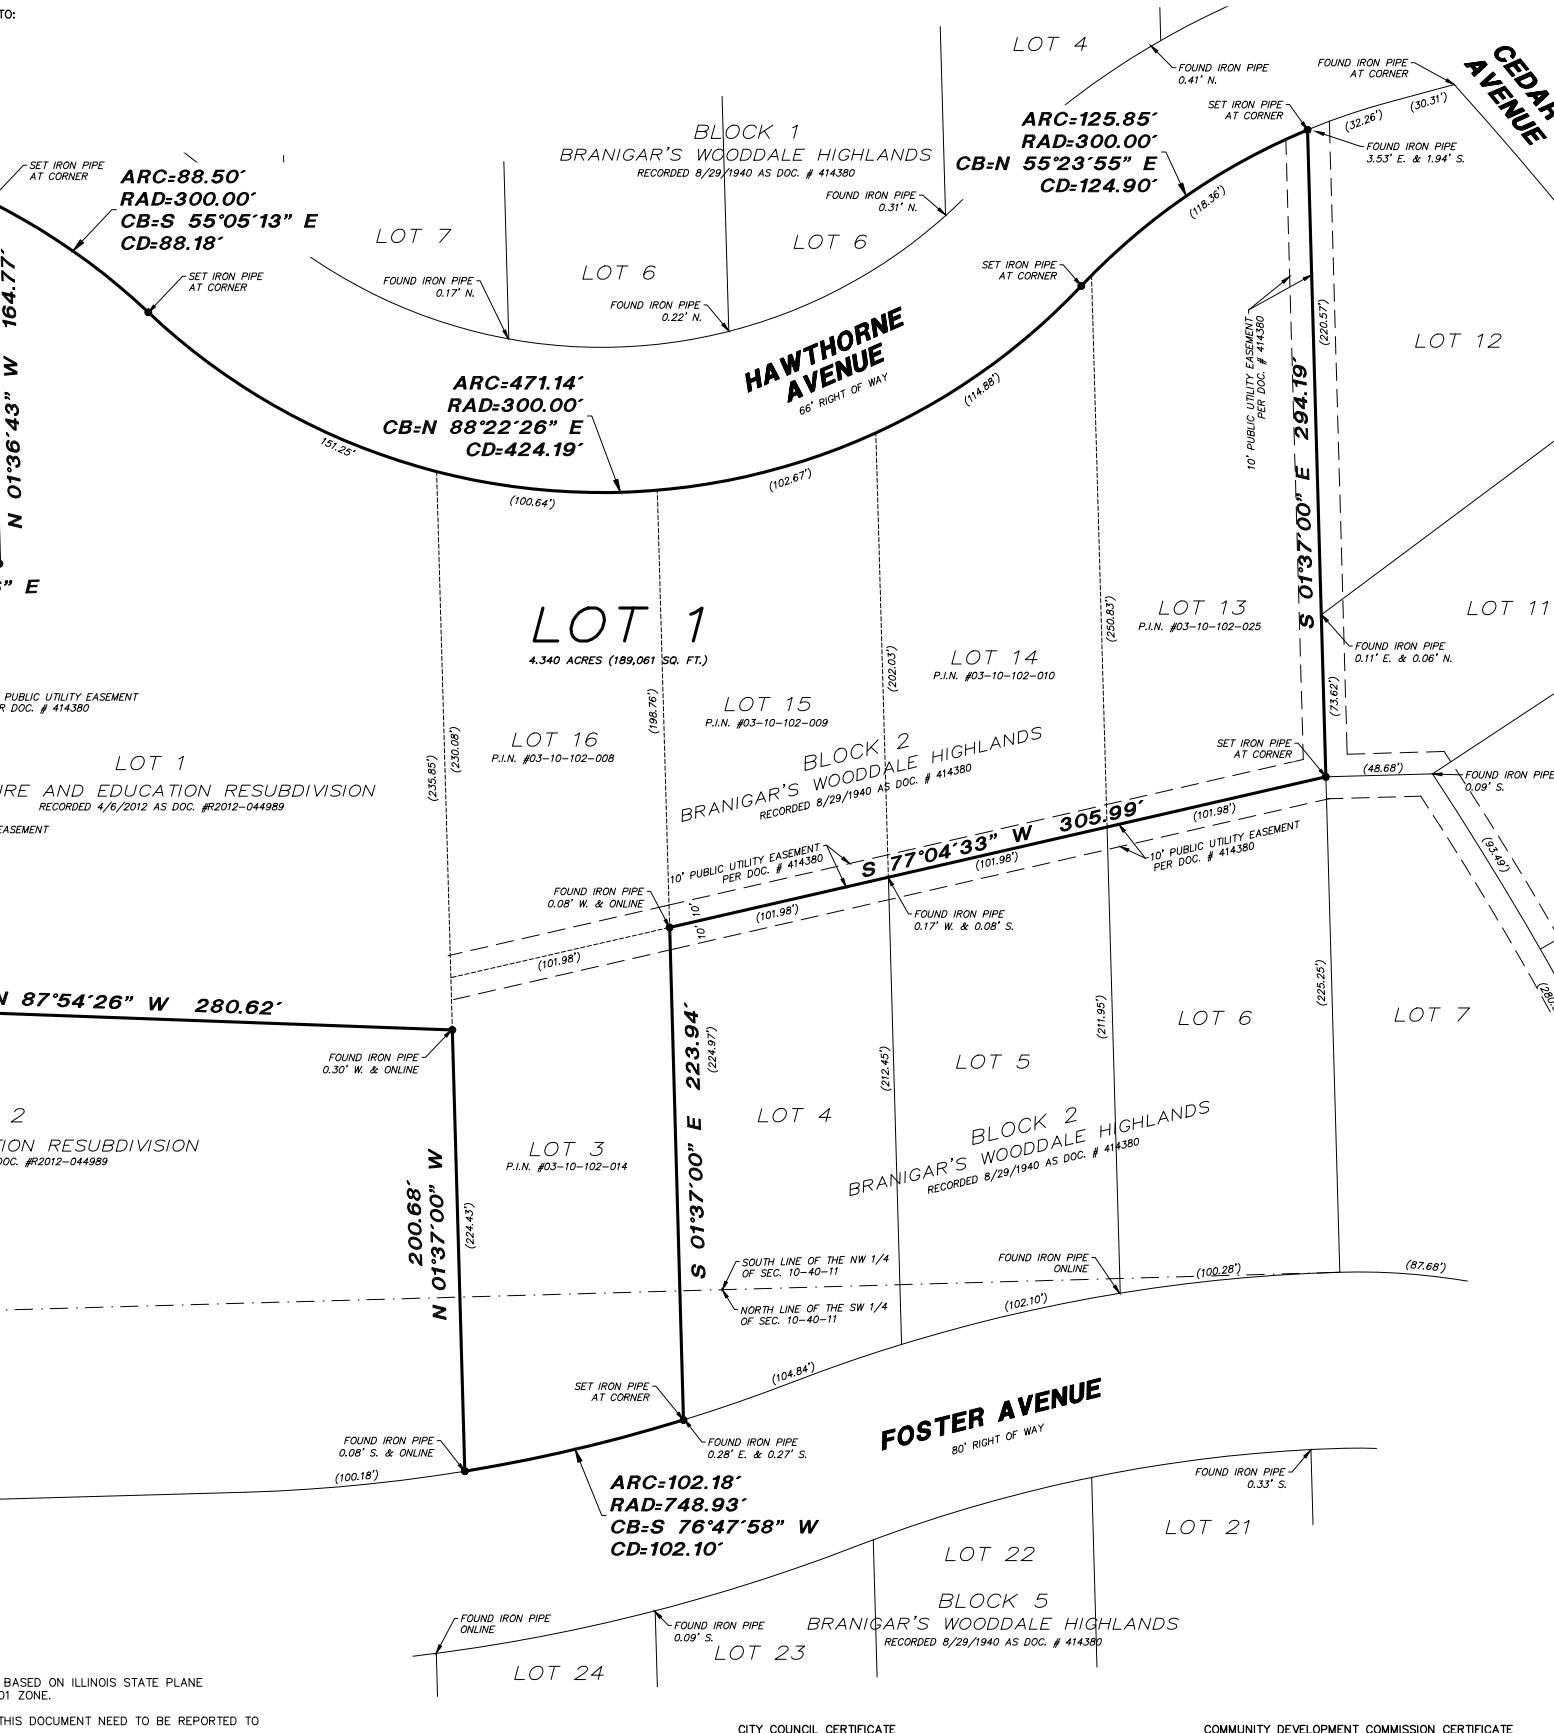 TO:
LOT 4
FOUND IRON PIPE
0.41' N.
FOUND IRON PIPE
AT CORNER
CEDAR
AVENUE
(30.31')
(32.26')
SET IRON PIPE
AT CORNER
FOUND IRON PIPE
3.53' E. & 1.94' S.
ARC=125.85'
RAD=300.00'
CB=N 55°23'55" E
CD=124.90'
(118.36')
BLOCK 1
BRANIGAR'S WOODDALE HIGHLANDS
RECORDED 8/29/1940 AS DOC. # 414380
SET IRON PIPE
AT CORNER
ARC=88.50'
RAD=300.00'
CB=S 55°05'13" E
CD=88.18'
SET IRON PIPE
AT CORNER
N 01°36'43" W 164.77'
LOT 7
FOUND IRON PIPE
0.17' N.
LOT 6
FOUND IRON PIPE
0.22' N.
FOUND IRON PIPE
0.31' N.
LOT 6
SET IRON PIPE
AT CORNER
HAWTHORNE
AVENUE
66' RIGHT OF WAY
10' PUBLIC UTILITY EASEMENT
PER DOC. # 414380
(220.57')
S 01°37'00" E 294.19'
LOT 12
ARC=471.14'
RAD=300.00'
CB=N 88°22'26" E
CD=424.19'
151.25'
(100.64')
(102.67')
(114.88')
" E
LOT 1
4.340 ACRES (189,061 SQ. FT.)
LOT 13
P.I.N. #03-10-102-025
LOT 11
FOUND IRON PIPE
0.11' E. & 0.06' N.
(73.62')
(250.83')
(202.03')
(198.76')
(230.08')
(235.85')
LOT 14
P.I.N. #03-10-102-010
LOT 15
P.I.N. #03-10-102-009
LOT 16
P.I.N. #03-10-102-008
PUBLIC UTILITY EASEMENT
R DOC. # 414380
LOT 1
URE AND EDUCATION RESUBDIVISION
RECORDED 4/6/2012 AS DOC. #R2012-044989
EASEMENT
BLOCK 2
BRANIGAR'S WOODDALE HIGHLANDS
RECORDED 8/29/1940 AS DOC. # 414380
SET IRON PIPE
AT CORNER
(48.68')
FOUND IRON PIPE
0.09' S.
(93.49')
S 77°04'33" W 305.99'
(101.98')
(101.98')
(101.98')
(101.98')
10' PUBLIC UTILITY EASEMENT
PER DOC. # 414380
10' PUBLIC UTILITY EASEMENT
PER DOC. # 414380
10'
10'
FOUND IRON PIPE
0.08' W. & ONLINE
FOUND IRON PIPE
0.17' W. & 0.08' S.
N 87°54'26" W 280.62'
FOUND IRON PIPE
0.30' W. & ONLINE
S 01°37'00" E 223.94'
(224.97')
(212.45')
(211.95')
(225.25')
LOT 6
LOT 7
LOT 5
LOT 4
2
TION RESUBDIVISION
DOC. #R2012-044989
LOT 3
P.I.N. #03-10-102-014
BLOCK 2
BRANIGAR'S WOODDALE HIGHLANDS
RECORDED 8/29/1940 AS DOC. # 414380
200.68'
N 01°37'00" W
(224.43')
SOUTH LINE OF THE NW 1/4
OF SEC. 10-40-11
NORTH LINE OF THE SW 1/4
OF SEC. 10-40-11
FOUND IRON PIPE
ONLINE
(100.28')
(87.68')
(102.10')
(104.84')
SET IRON PIPE
AT CORNER
FOUND IRON PIPE
0.28' E. & 0.27' S.
FOUND IRON PIPE
0.08' S. & ONLINE
(100.18')
FOSTER AVENUE
80' RIGHT OF WAY
ARC=102.18'
RAD=748.93'
CB=S 76°47'58" W
CD=102.10'
FOUND IRON PIPE
0.33' S.
LOT 21
LOT 22
BLOCK 5
BRANIGAR'S WOODDALE HIGHLANDS
RECORDED 8/29/1940 AS DOC. # 414380
FOUND IRON PIPE
ONLINE
FOUND IRON PIPE
0.09' S.
LOT 23
LOT 24
BASED ON ILLINOIS STATE PLANE
01 ZONE.
THIS DOCUMENT NEED TO BE REPORTED TO
CITY COUNCIL CERTIFICATE
COMMUNITY DEVELOPMENT COMMISSION CERTIFICATE